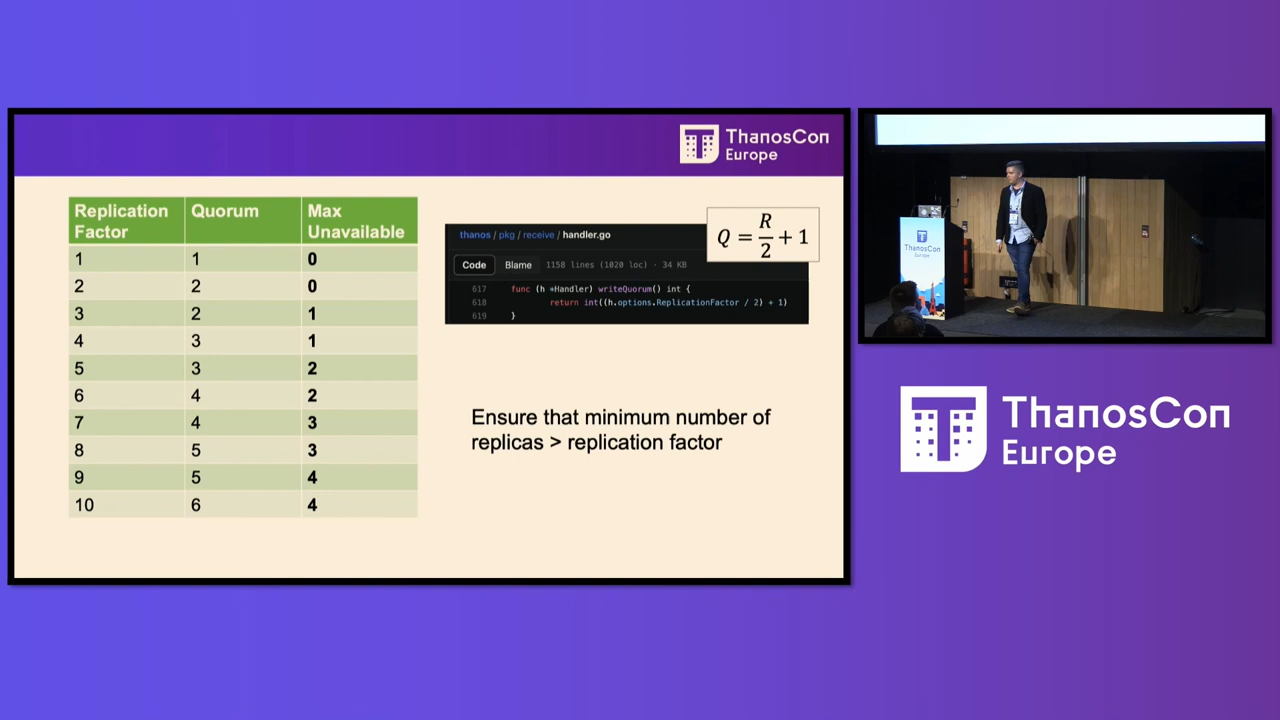 ThanosCon
Europe
Replication Factor
Quorum
Max Unavailable
1 1 0
2 2 0
3 2 1
4 3 1
5 3 2
6 4 2
7 4 3
8 5 3
9 5 4
10 6 4
Q = R/2 + 1
thanos / pkg / receive / handler.go
Code Blame 1158 lines (1020 loc) · 34 KB
617 func (h *Handler) writeQuorum() int {
618 return int((h.options.ReplicationFactor / 2) + 1)
619 }
Ensure that minimum number of
replicas > replication factor
ThanosCon
Europe
ThanosCon
Europe